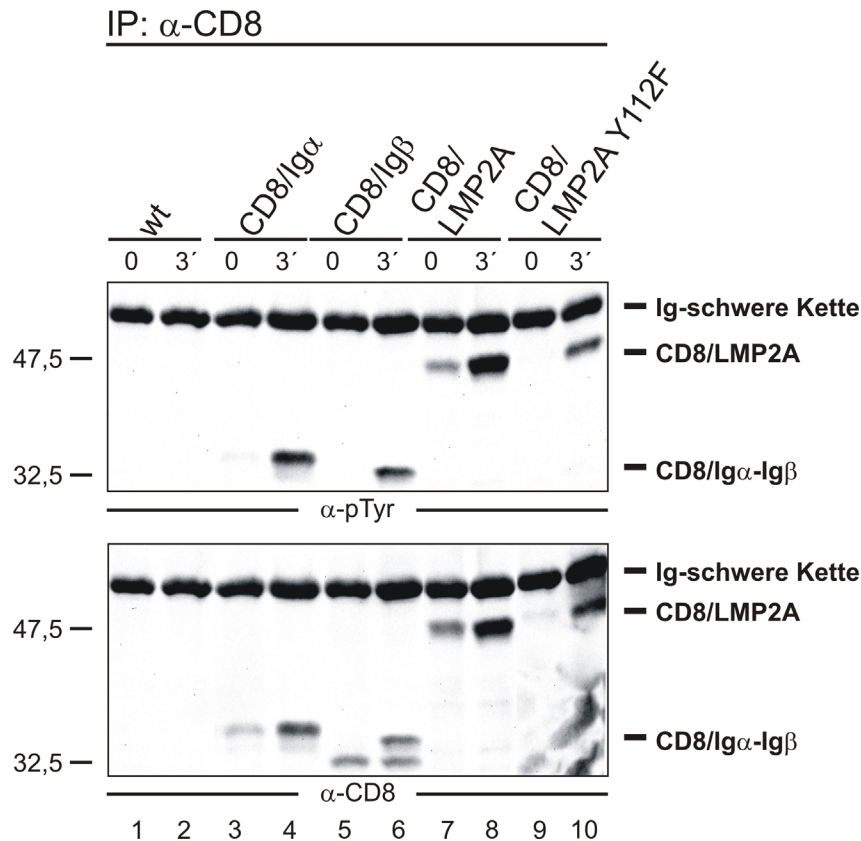 IP: α-CD8
wt
CD8/Igα
CD8/Igβ
CD8/
LMP2A
CD8/
LMP2A Y112F
0 3´ 0 3´ 0 3´ 0 3´ 0 3´
Ig-schwere Kette
47,5
CD8/LMP2A
32,5
CD8/Igα-Igβ
α-pTyr
Ig-schwere Kette
CD8/LMP2A
47,5
CD8/Igα-Igβ
32,5
α-CD8
1 2 3 4 5 6 7 8 9 10